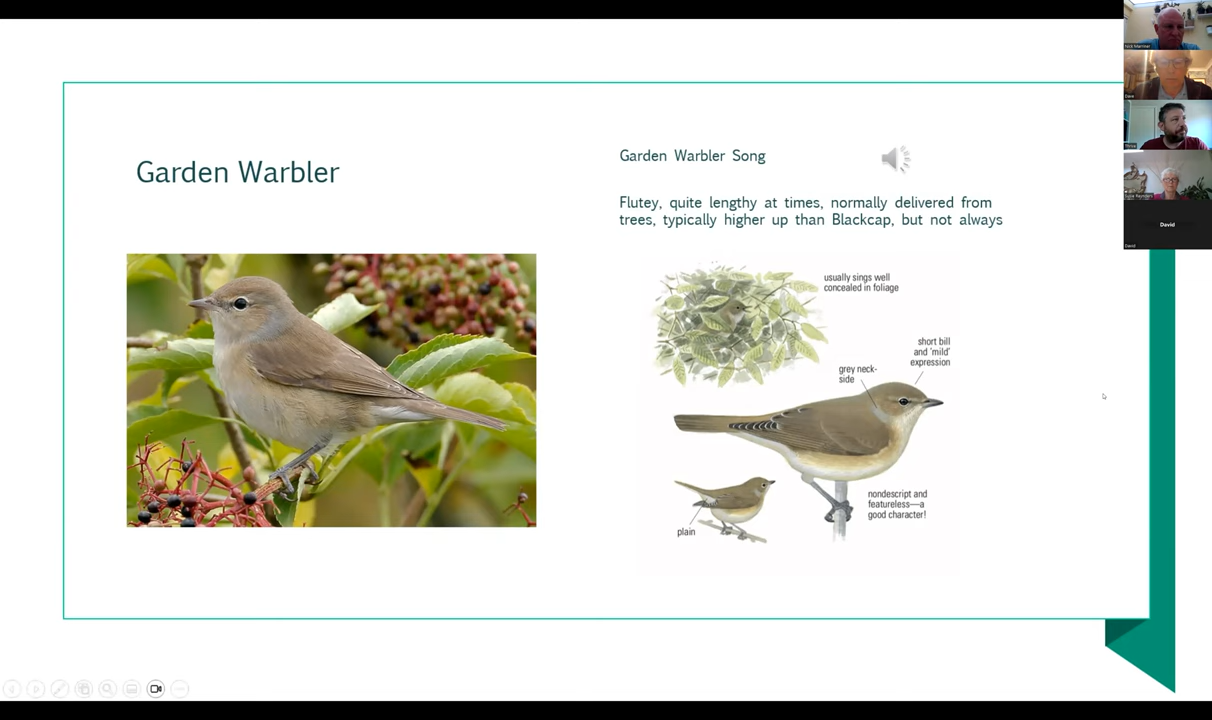 Garden Warbler
Garden Warbler Song
Flutey, quite lengthy at times, normally delivered from
trees, typically higher up than Blackcap, but not always
usually sings well
concealed in foliage
short bill
and 'mild'
expression
grey neck-
side
nondescript and
featureless—a
good character!
plain
Dave
David
David